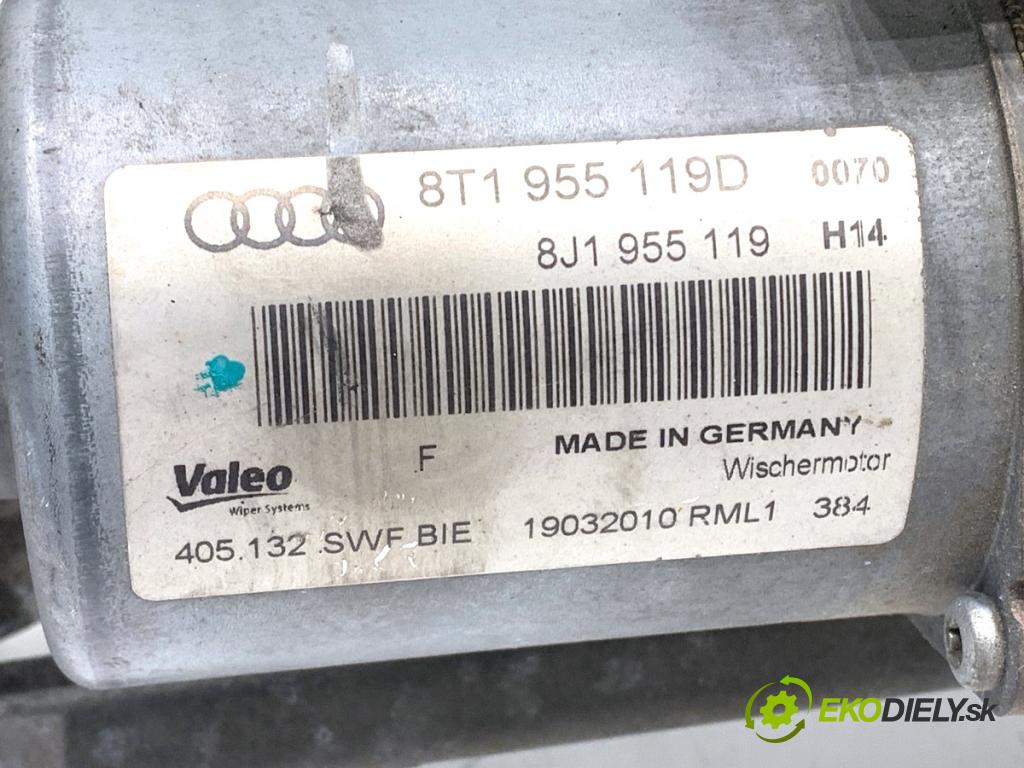 8T1 955 119D 0070
8J1 955 119 H14
F
MADE IN GERMANY
Wischermotor
Valeo
Wiper Systems
405.132 SWF BIE 19032010 RML1 384
EKODIELY.sk